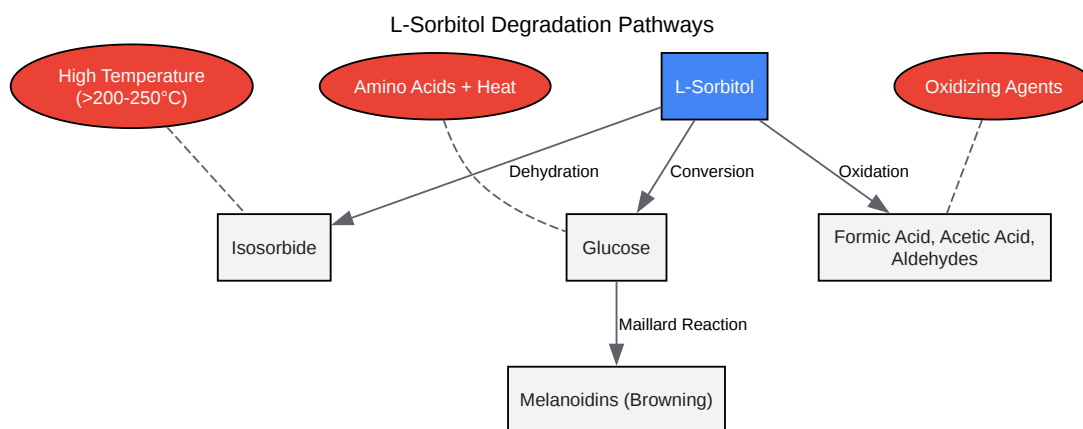 L-Sorbitol Degradation Pathways
High Temperature
(>200-250°C)
Amino Acids + Heat
L-Sorbitol
Oxidizing Agents
Dehydration
Conversion
Oxidation
Isosorbide
Glucose
Formic Acid, Acetic Acid,
Aldehydes
Maillard Reaction
Melanoidins (Browning)